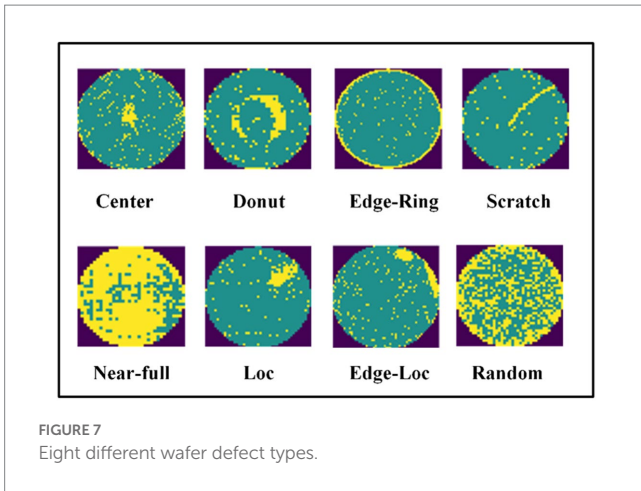 Center Donut Edge-Ring Scratch
Near-full Loc Edge-Loc Random
FIGURE 7
Eight different wafer defect types.